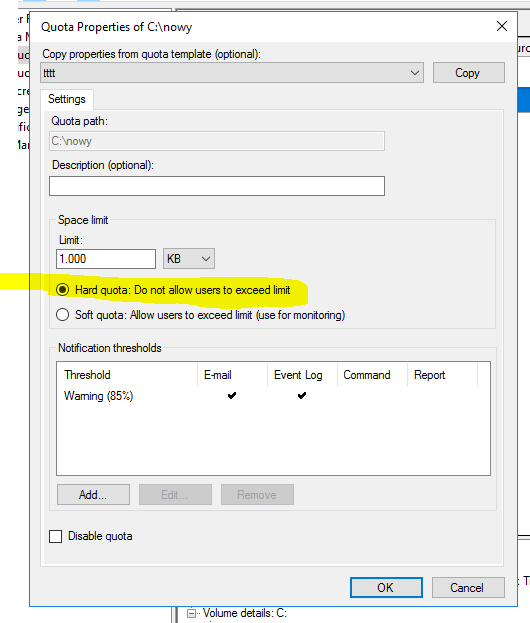 Quota Properties of C:\nowy
Copy properties from quota template (optional):
tttt
Copy
Settings
Quota path:
C:\nowy
Description (optional):
Space limit
Limit:
1.000 KB
Hard quota: Do not allow users to exceed limit
Soft quota: Allow users to exceed limit (use for monitoring)
Notification thresholds
Threshold E-mail Event Log Command Report
Warning (85%)
Add... Edit... Remove
Disable quota
OK Cancel
Volume details: C: